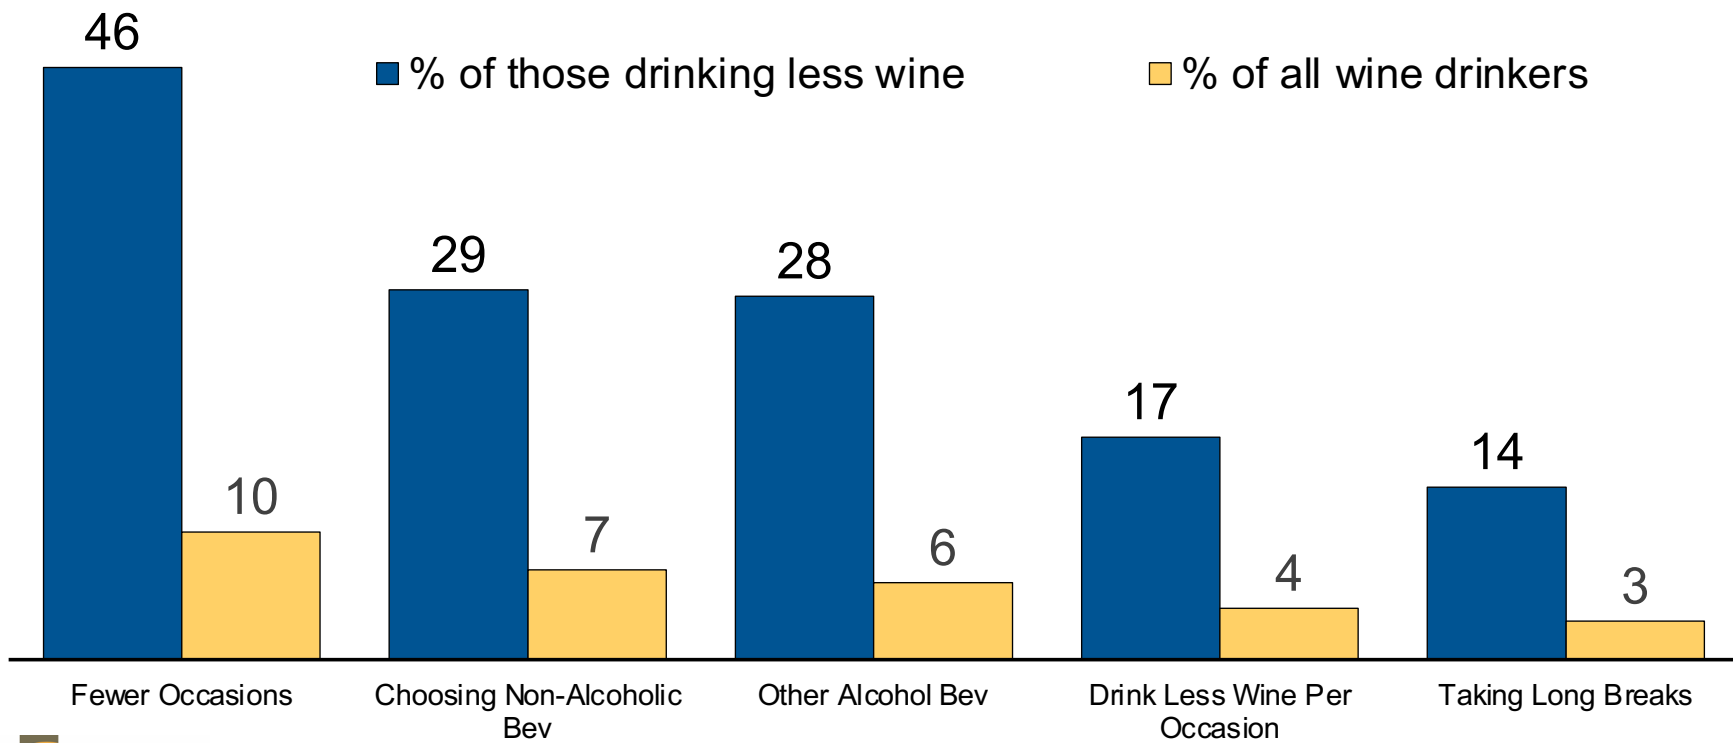 46
% of those drinking less wine
% of all wine drinkers
29
28
17
14
10
7
6
4
3
Fewer Occasions
Choosing Non-Alcoholic
Bev
Other Alcohol Bev
Drink Less Wine Per
Occasion
Taking Long Breaks